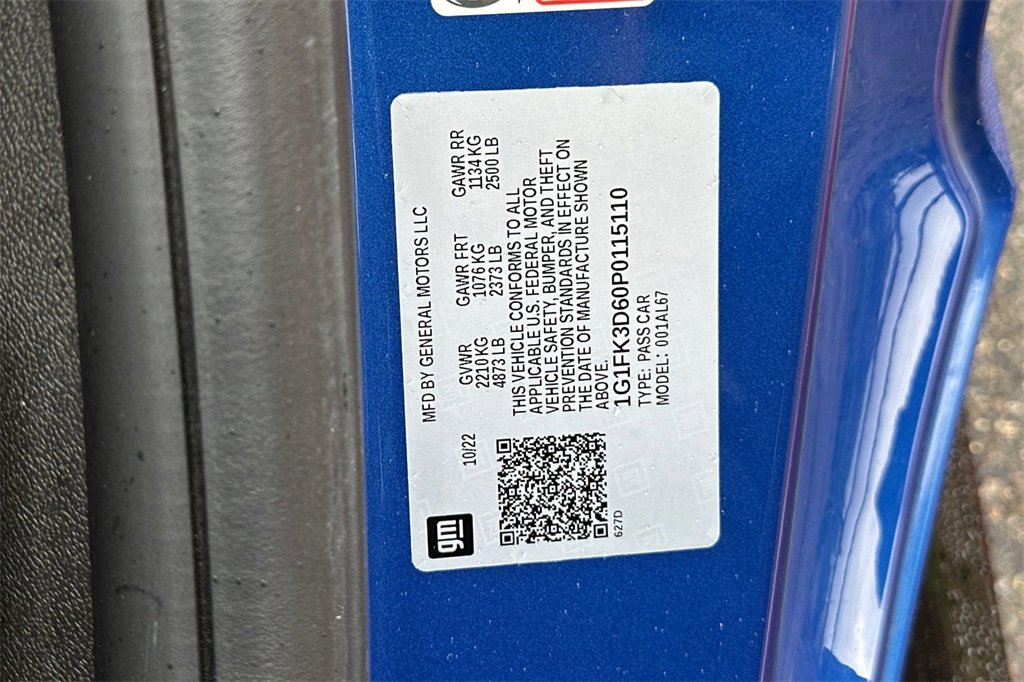 gm
MFD BY GENERAL MOTORS LLC
10/22
GVWR GAWR FRT GAWR RR
2210 KG 1076 KG 1134 KG
4873 LB 2373 LB 2500 LB
THIS VEHICLE CONFORMS TO ALL
APPLICABLE U.S. FEDERAL MOTOR
VEHICLE SAFETY, BUMPER, AND THEFT
PREVENTION STANDARDS IN EFFECT ON
THE DATE OF MANUFACTURE SHOWN
ABOVE.
1G1FK3D60P0115110
TYPE: PASS CAR
MODEL: 001AL67
627D